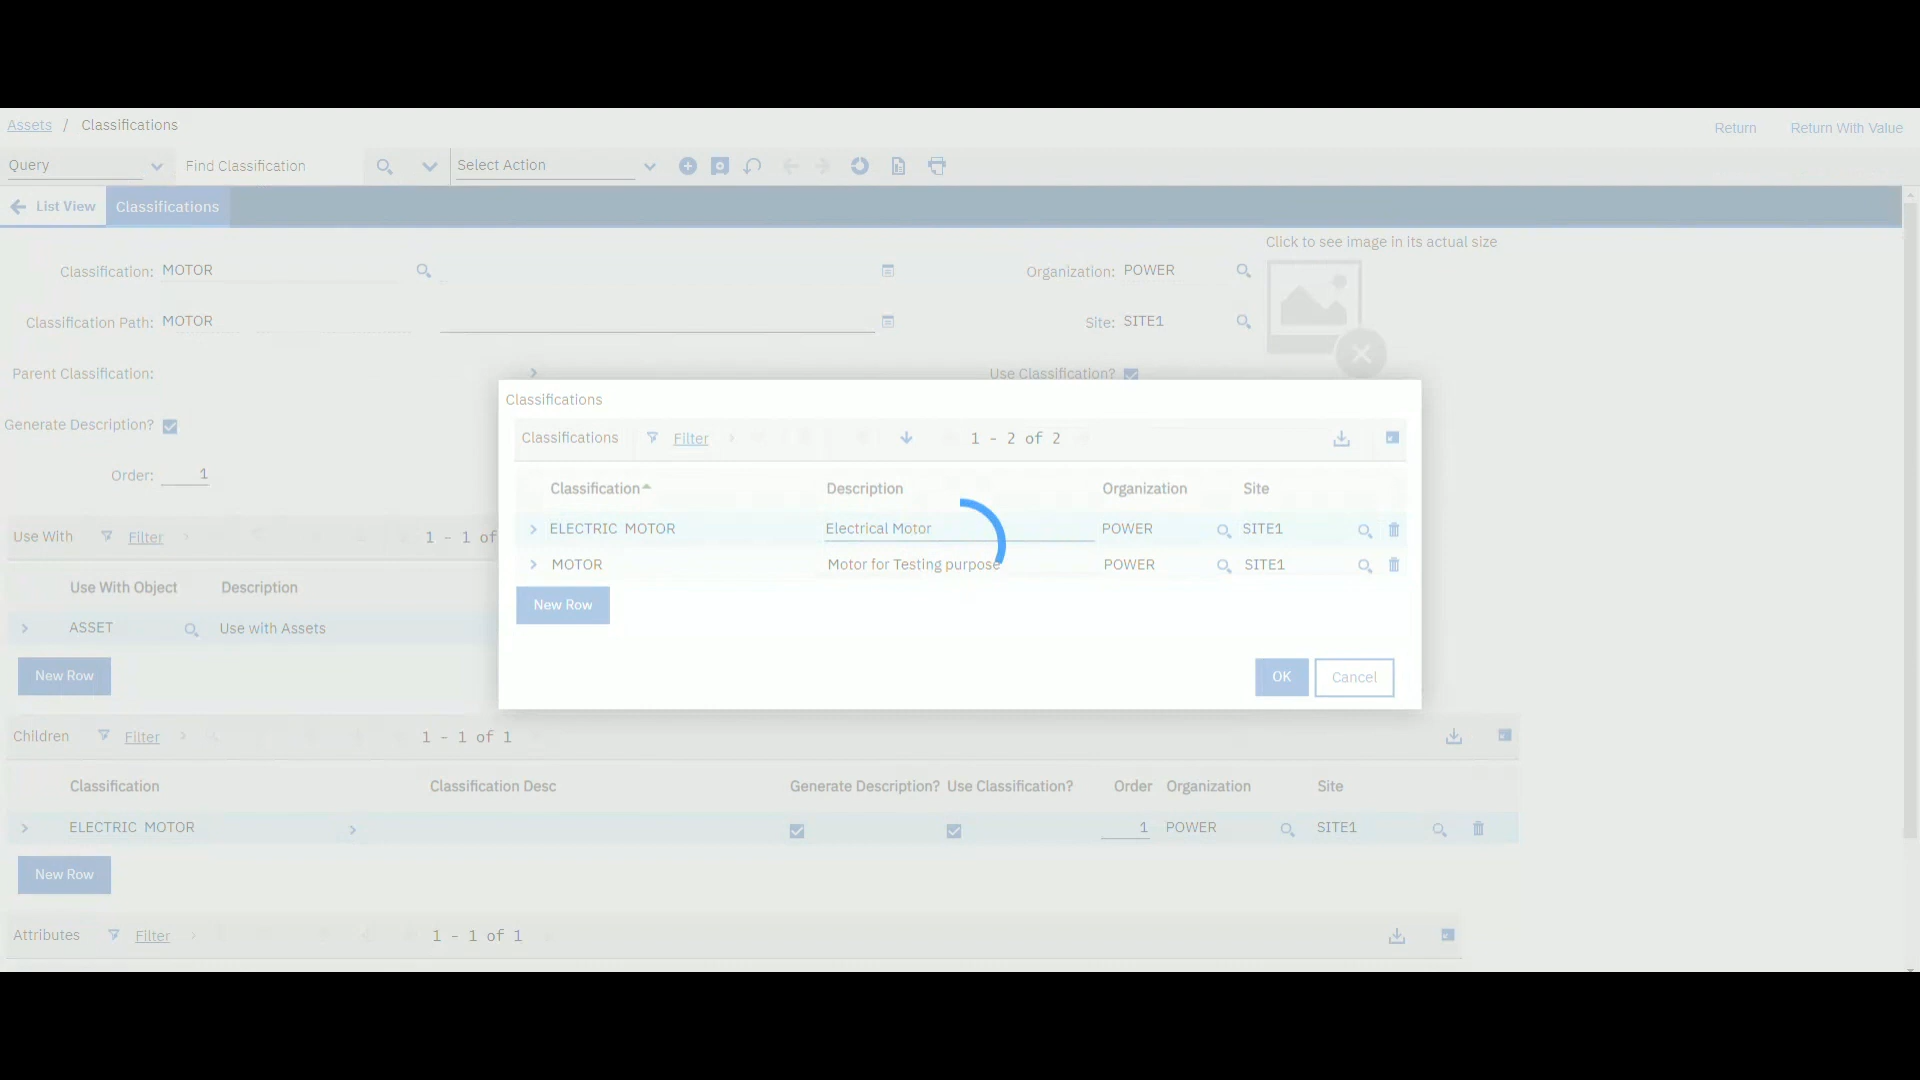 Assets / Classifications
Return Return With Value
Query Find Classification Select Action
List View Classifications
Click to see image in its actual size
Classification: MOTOR Organization: POWER
Classification Path: MOTOR Site: SITE1
Parent Classification: Use Classification?
Generate Description?
Order: 1
Use With Filter 1 - 1 of
Use With Object Description
ASSET Use with Assets
New Row
Classifications
Classifications Filter 1 - 2 of 2
Classification Description Organization Site
ELECTRIC MOTOR Electrical Motor POWER SITE1
MOTOR Motor for Testing purpose POWER SITE1
New Row
OK Cancel
Children Filter 1 - 1 of 1
Classification Classification Desc Generate Description? Use Classification? Order Organization Site
ELECTRIC MOTOR 1 POWER SITE1
New Row
Attributes Filter 1 - 1 of 1